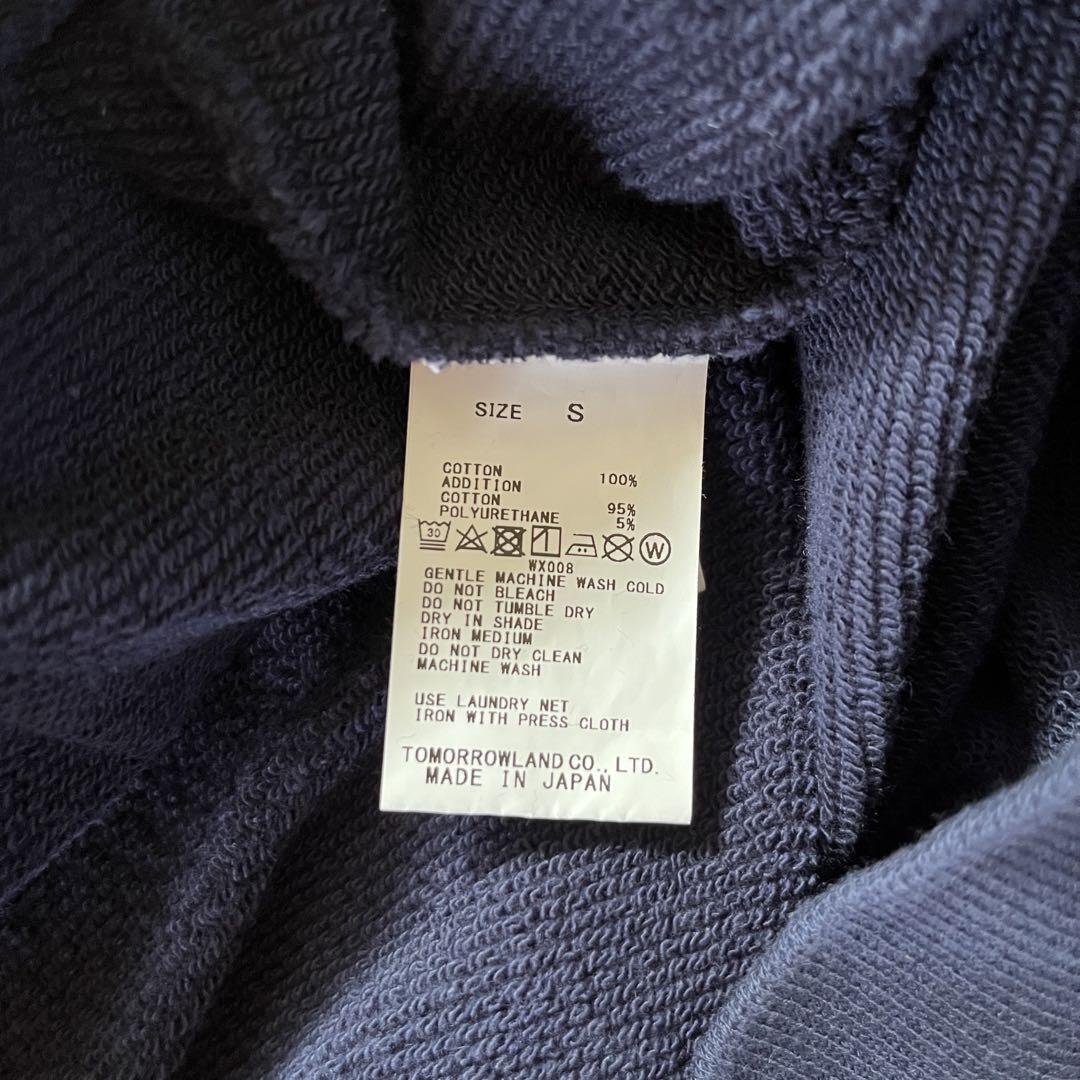 SIZE S
COTTON 100%
ADDITION
COTTON 95%
POLYURETHANE 5%
30 W
WX008
GENTLE MACHINE WASH COLD
DO NOT BLEACH
DO NOT TUMBLE DRY
DRY IN SHADE
IRON MEDIUM
DO NOT DRY CLEAN
MACHINE WASH
USE LAUNDRY NET
IRON WITH PRESS CLOTH
TOMORROWLAND CO., LTD.
MADE IN JAPAN